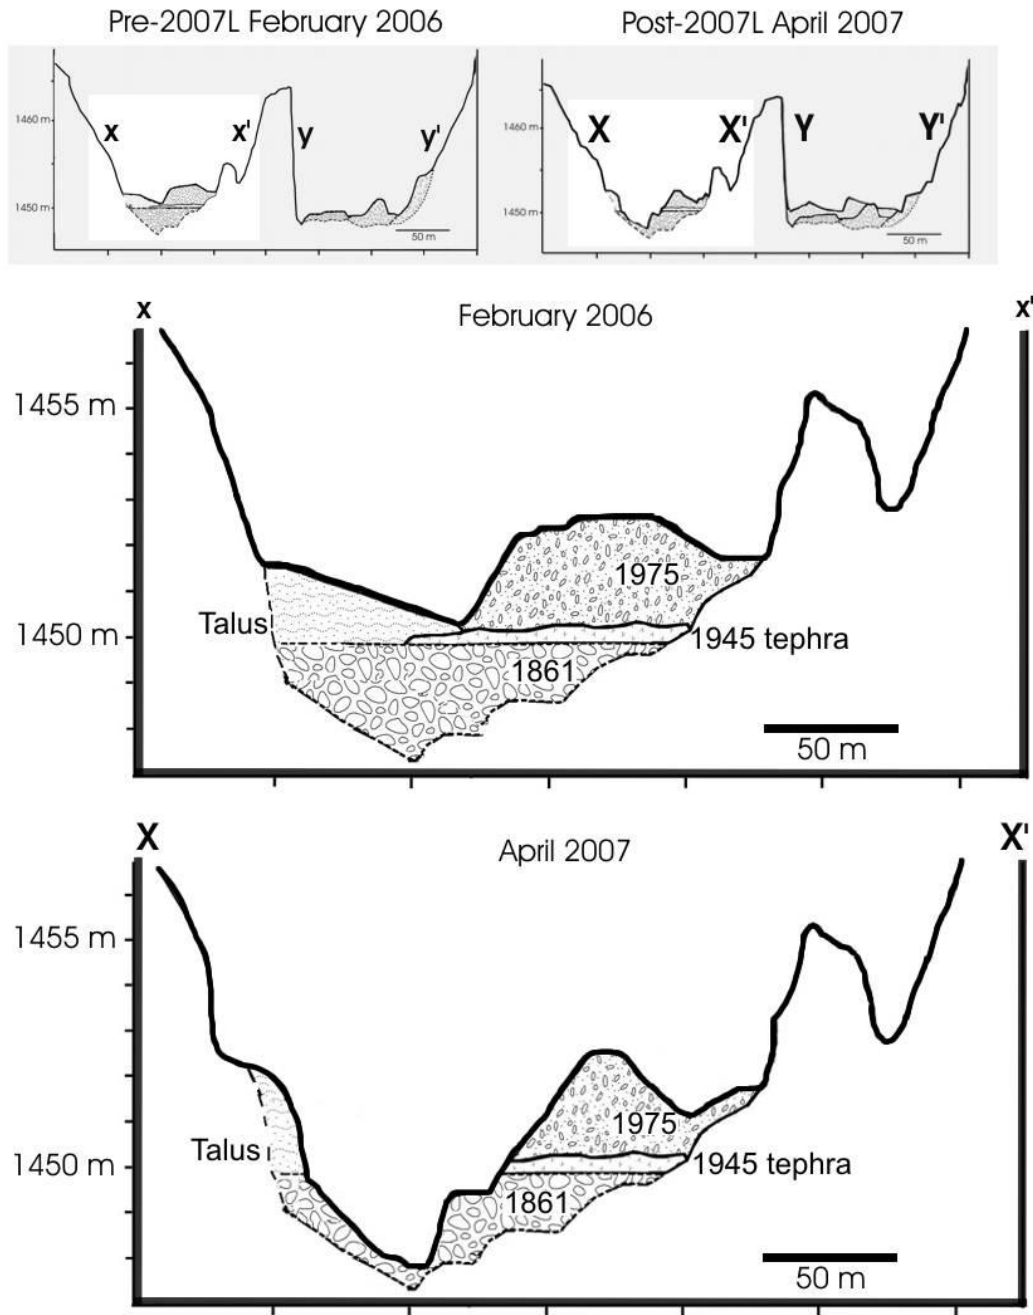 Pre-2007L February 2006
Post-2007L April 2007
1460 m
1450 m
x
x'
y
y'
50 m
1460 m
1450 m
X
X'
Y
Y'
50 m
x
x'
February 2006
1455 m
1975
Talus
1450 m
1945 tephra
1861
50 m
X
X'
April 2007
1455 m
1975
Talus
1450 m
1945 tephra
1861
50 m